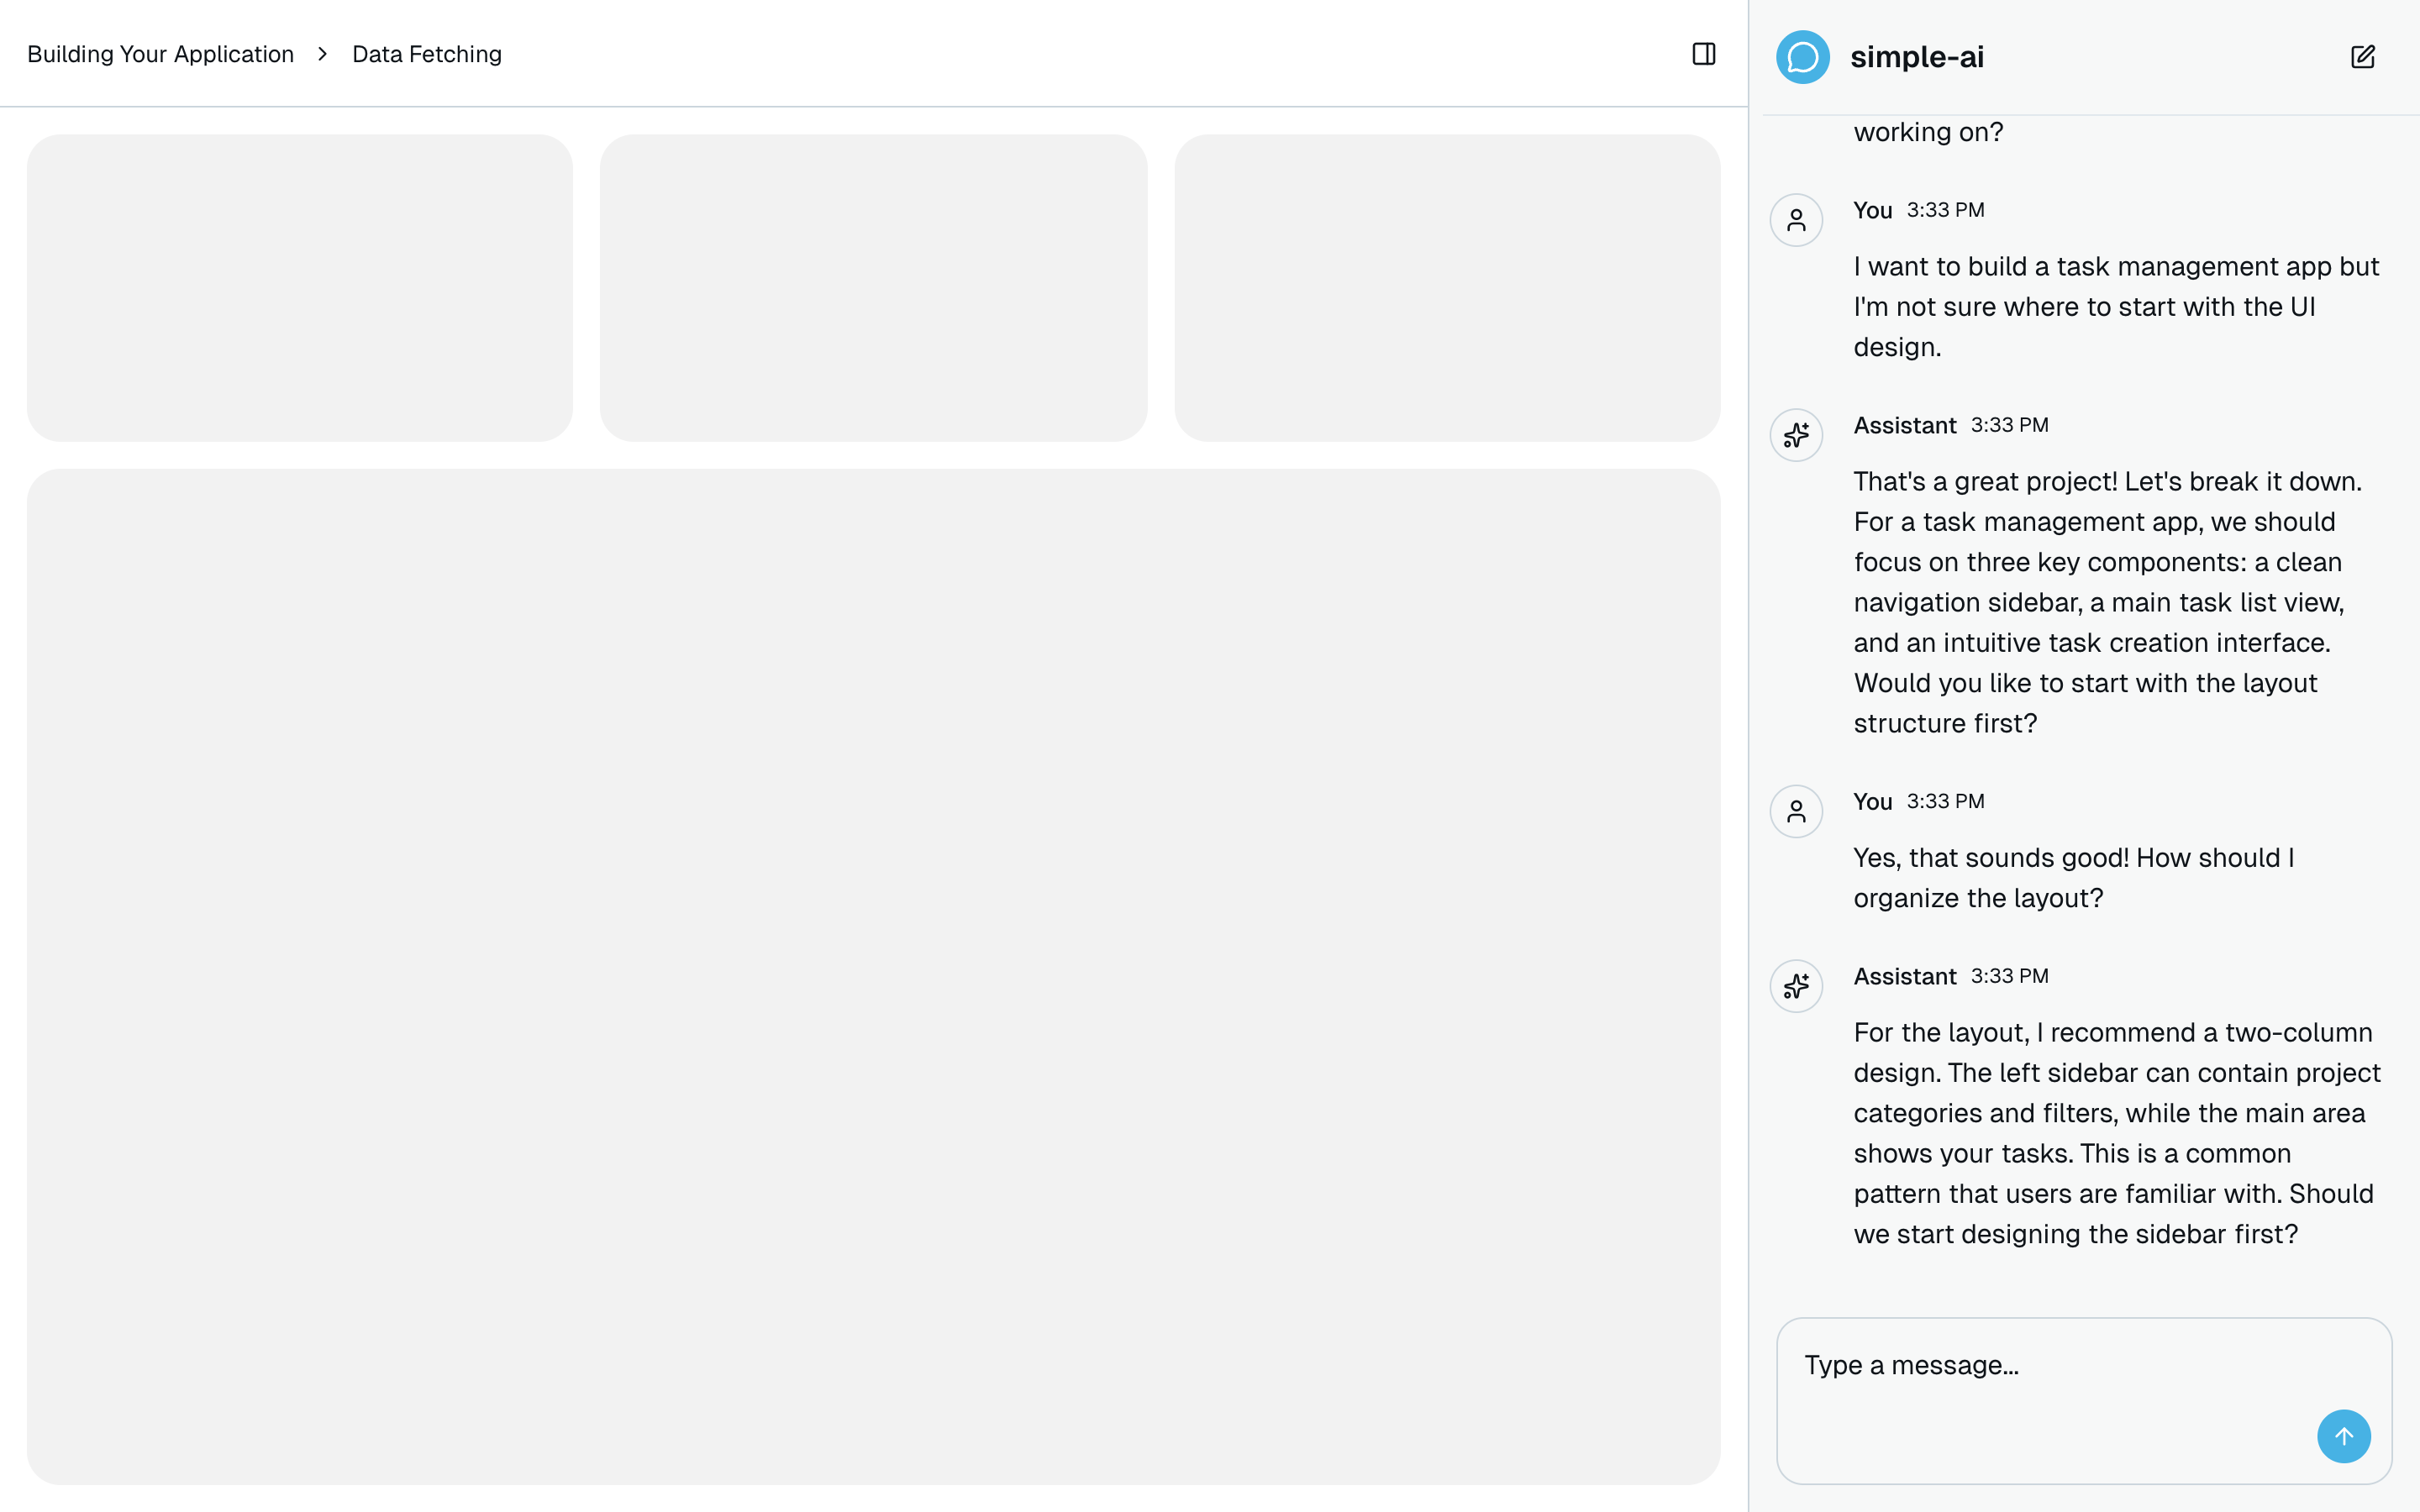 Building Your Application
Data Fetching
simple-ai
working on?
You 3:33 PM
I want to build a task management app but
I'm not sure where to start with the UI
design.
Assistant 3:33 PM
That's a great project! Let's break it down.
For a task management app, we should
focus on three key components: a clean
navigation sidebar, a main task list view,
and an intuitive task creation interface.
Would you like to start with the layout
structure first?
You 3:33 PM
Yes, that sounds good! How should I
organize the layout?
Assistant 3:33 PM
For the layout, I recommend a two-column
design. The left sidebar can contain project
categories and filters, while the main area
shows your tasks. This is a common
pattern that users are familiar with. Should
we start designing the sidebar first?
Type a message...